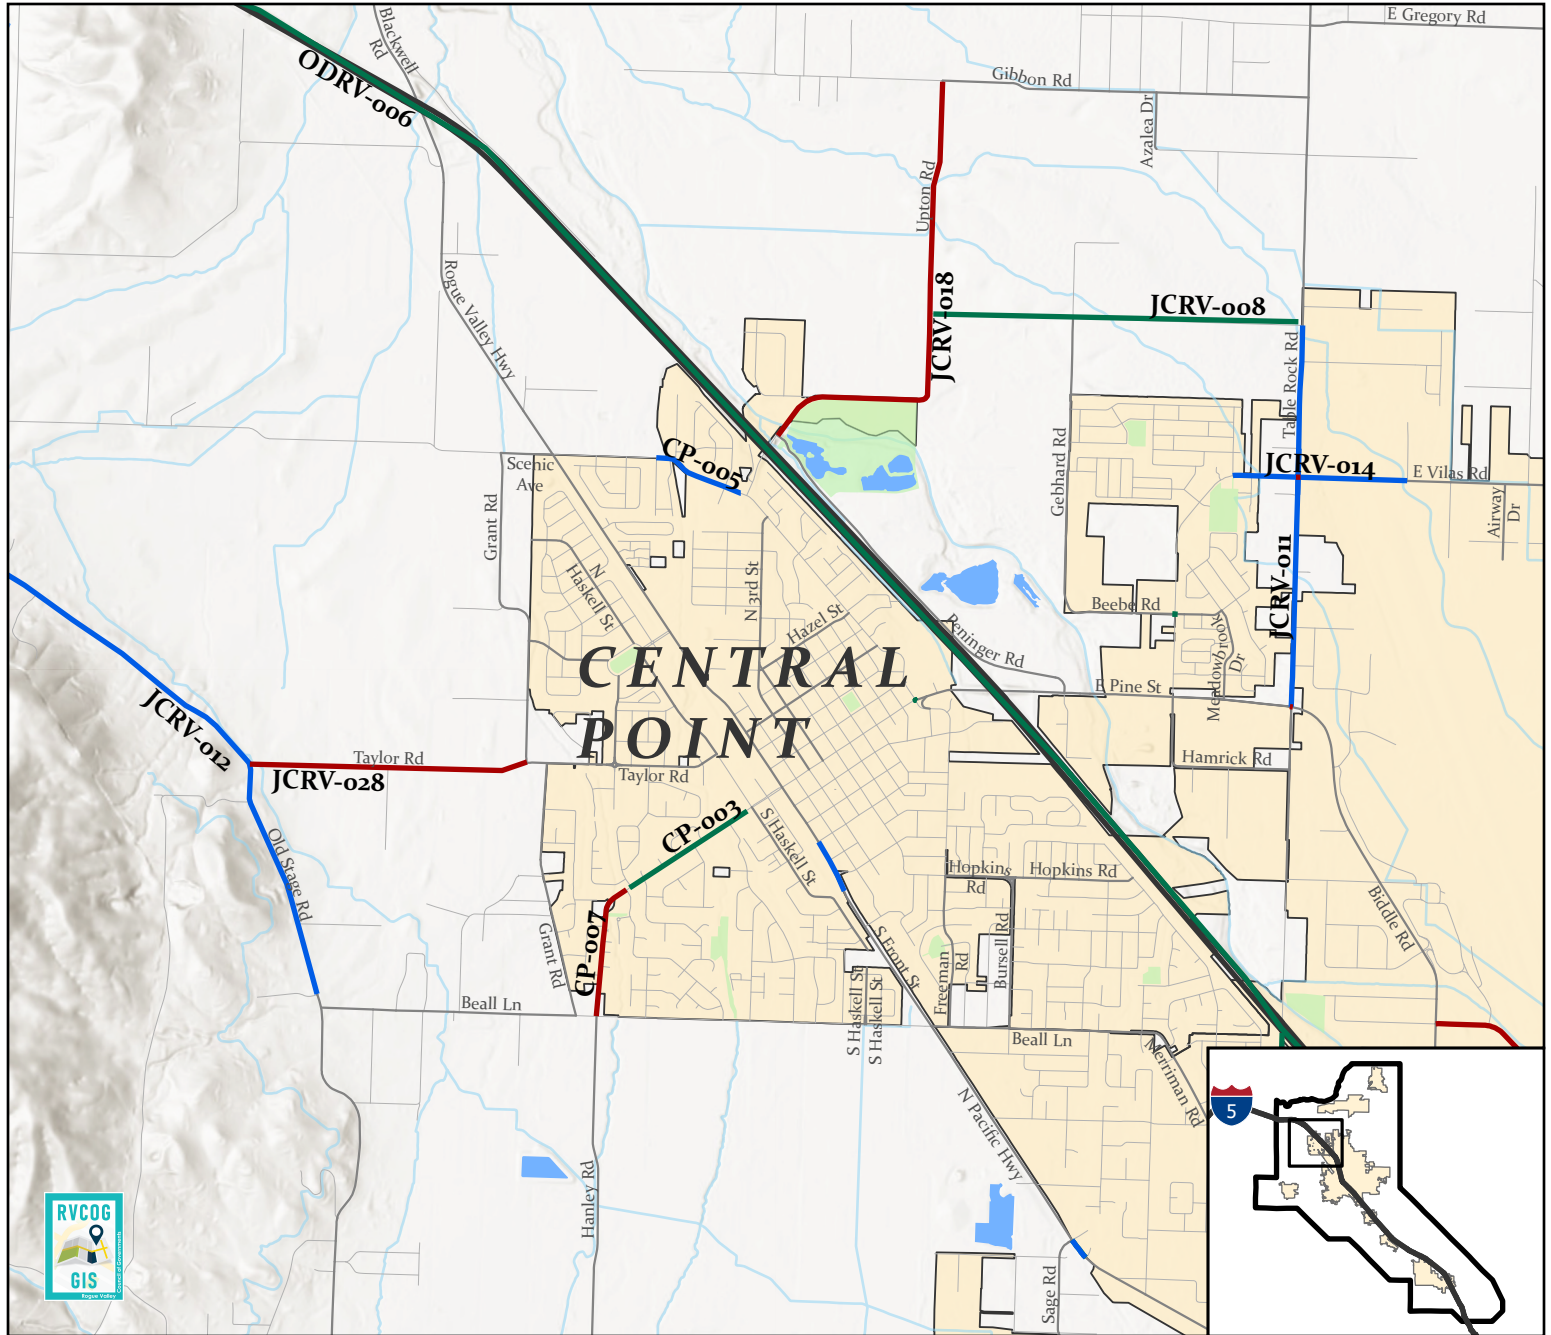 E Gregory Rd
Blackwell
Rd
ODRV-006
Gibbon Rd
Azalea Dr
Upton Rd
Rogue Valley Hwy
JCRV-018
JCRV-008
Table Rock Rd
CP-005
Scenic
Ave
Gebhard Rd
JCRV-014
E Vilas Rd
Airway
Dr
Grant Rd
N
Haskell St
N 3rd St
Hazel St
JCRV-011
Beebe Rd
Peninger Rd
Meadowbrook
Dr
CENTRAL
POINT
E Pine St
JCRV-012
Taylor Rd
JCRV-028
Taylor Rd
Hamrick Rd
CP-003
S Haskell St
Old Stage Rd
Hopkins
Rd
Hopkins Rd
Biddle Rd
CP-007
Grant Rd
S Front St
Freeman
Rd
Bursell Rd
Beall Ln
S Haskell St
S Haskell St
Beall Ln
Merriman Rd
N Pacific Hwy
Hanley Rd
Sage Rd
5
RVCOG
GIS
Rogue Valley
Council of Governments